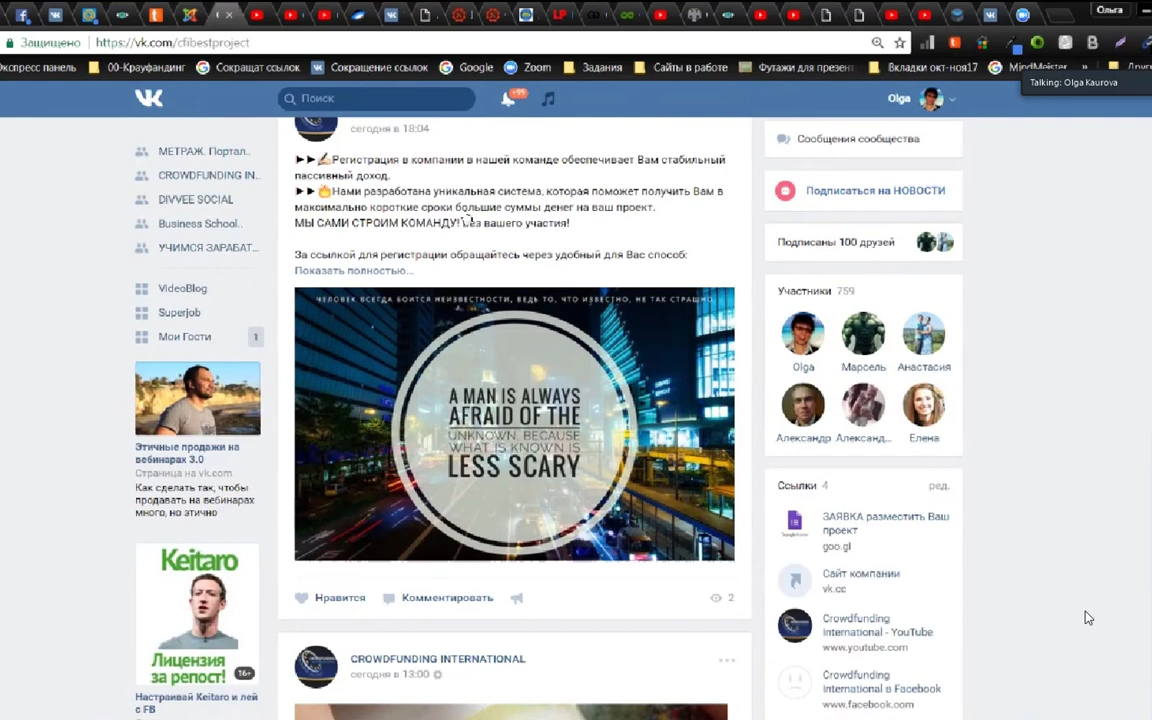 Ольга
Защищено
https://vk.com/cfibestproject
Экспресс панель
00-Краудфандинг
Сокращат ссылок
Сокращение ссылок
Google
Zoom
Задания
Сайты в работе
Футажи для презен
Вкладки окт-ноя17
MindMeister
»
Talking: Olga Kaurova
Поиск
+99
Olga
МЕТРАЖ. Портал..
CROWDFUNDING IN..
DIVVEE SOCIAL
Business School..
УЧИМСЯ ЗАРАБАТ...
VideoBlog
Superjob
Мои Гости
1
Этичные продажи на
вебинарах 3.0
Страница на vk.com
Как сделать так, чтобы
продавать на вебинарах
много, но этично
Keitaro
Лицензия
за репост!
16+
Настраивай Keitaro и лей
с FB
сегодня в 18:04
►►✍Регистрация в компании в нашей команде обеспечивает Вам стабильный
пассивный доход.
►►🔥Нами разработана уникальная система, которая поможет получить Вам в
максимально короткие сроки большие суммы денег на ваш проект.
МЫ САМИ СТРОИМ КОМАНДУ! без вашего участия!
За ссылкой для регистрации обращайтесь через удобный для Вас способ:
Показать полностью...
ЧЕЛОВЕК ВСЕГДА БОИТСЯ НЕИЗВЕСТНОСТИ, ВЕДЬ ТО, ЧТО ИЗВЕСТНО, НЕ ТАК СТРАШНО
A MAN IS ALWAYS
AFRAID OF THE
UNKNOWN, BECAUSE
WHAT IS KNOWN IS
LESS SCARY
Нравится
Комментировать
2
CROWDFUNDING INTERNATIONAL
сегодня в 13:00
Сообщения сообщества
Подписаться на НОВОСТИ
Подписаны 100 друзей
Участники 759
Olga
Марсель
Анастасия
Александр
Александ...
Елена
Ссылки 4
ред.
ЗАЯВКА разместить Ваш
проект
goo.gl
Сайт компании
vk.cc
Crowdfunding
International - YouTube
www.youtube.com
Crowdfunding
International в Facebook
www.facebook.com